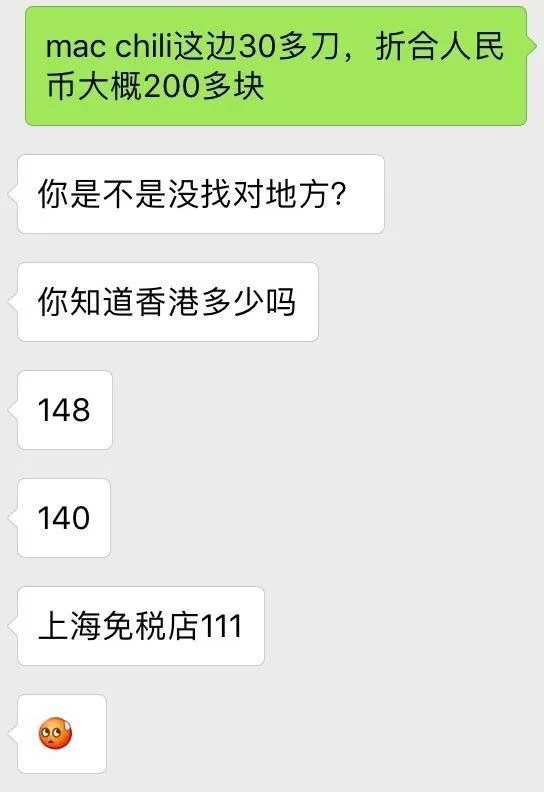 mac chili这边30多刀，折合人民
币大概200多块
你是不是没找对地方？
你知道香港多少吗
148
140
上海免税店111